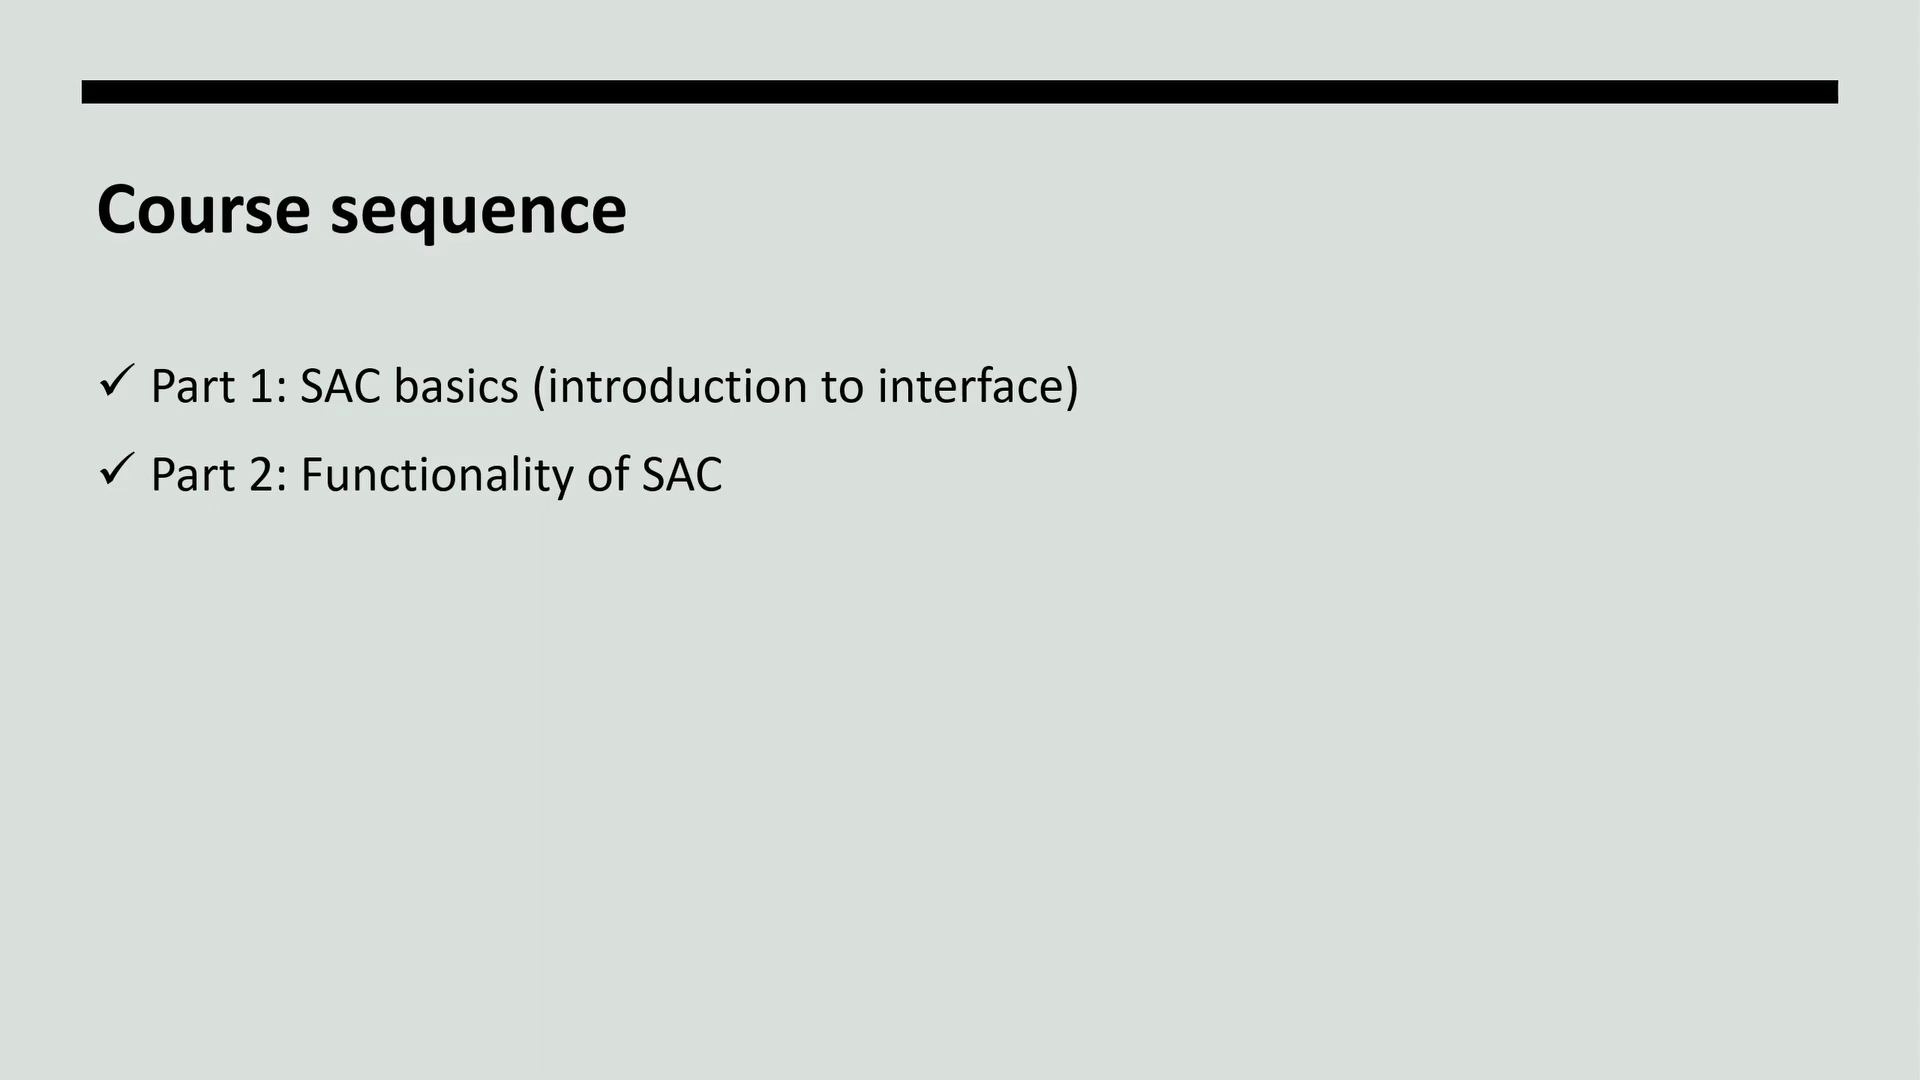 Course sequence
✓ Part 1: SAC basics (introduction to interface)
✓ Part 2: Functionality of SAC